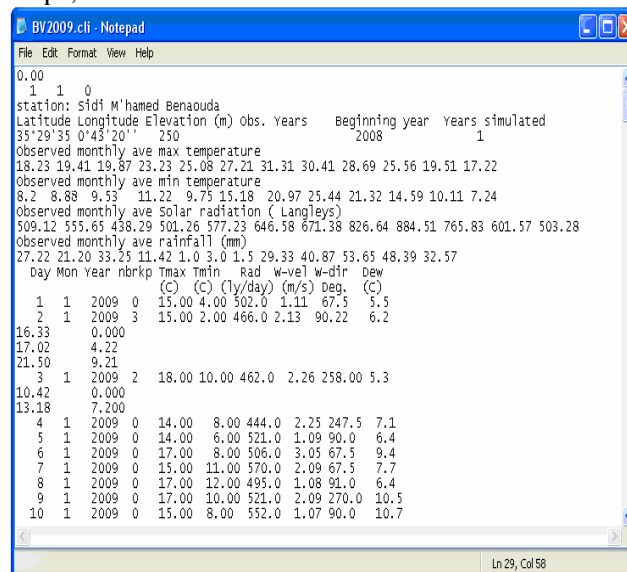 BV2009.cli - Notepad
File Edit Format View Help
0.00
1 1 0
station: Sidi M'hamed Benaouda
Latitude Longitude Elevation (m) Obs. Years Beginning year Years simulated
35°29'35 0°43'20'' 250 2008 1
Observed monthly ave max temperature
18.23 19.41 19.87 23.23 25.08 27.21 31.31 30.41 28.69 25.56 19.51 17.22
Observed monthly ave min temperature
8.2 8.88 9.53 11.22 9.75 15.18 20.97 25.44 21.32 14.59 10.11 7.24
Observed monthly ave Solar radiation ( Langleys)
509.12 555.65 438.29 501.26 577.23 646.58 671.38 826.64 884.51 765.83 601.57 503.28
Observed monthly ave rainfall (mm)
27.22 21.20 33.25 11.42 1.0 3.0 1.5 29.33 40.87 53.65 48.39 32.57
Day Mon Year nbrkp Tmax Tmin Rad W-vel W-dir Dew
(C) (C) (ly/day) (m/s) Deg. (C)
1 1 2009 0 15.00 4.00 502.0 1.11 67.5 5.5
2 1 2009 3 15.00 2.00 466.0 2.13 90.22 6.2
16.33 0.000
17.02 4.22
21.50 9.21
3 1 2009 2 18.00 10.00 462.0 2.26 258.00 5.3
10.42 0.000
13.18 7.200
4 1 2009 0 14.00 8.00 444.0 2.25 247.5 7.1
5 1 2009 0 14.00 6.00 521.0 1.09 90.0 6.4
6 1 2009 0 17.00 8.00 506.0 3.05 67.5 9.4
7 1 2009 0 15.00 11.00 570.0 2.09 67.5 7.7
8 1 2009 0 17.00 12.00 495.0 1.08 91.0 6.4
9 1 2009 0 17.00 10.00 521.0 2.09 270.0 10.5
10 1 2009 0 15.00 8.00 552.0 1.07 90.0 10.7
Ln 29, Col 58